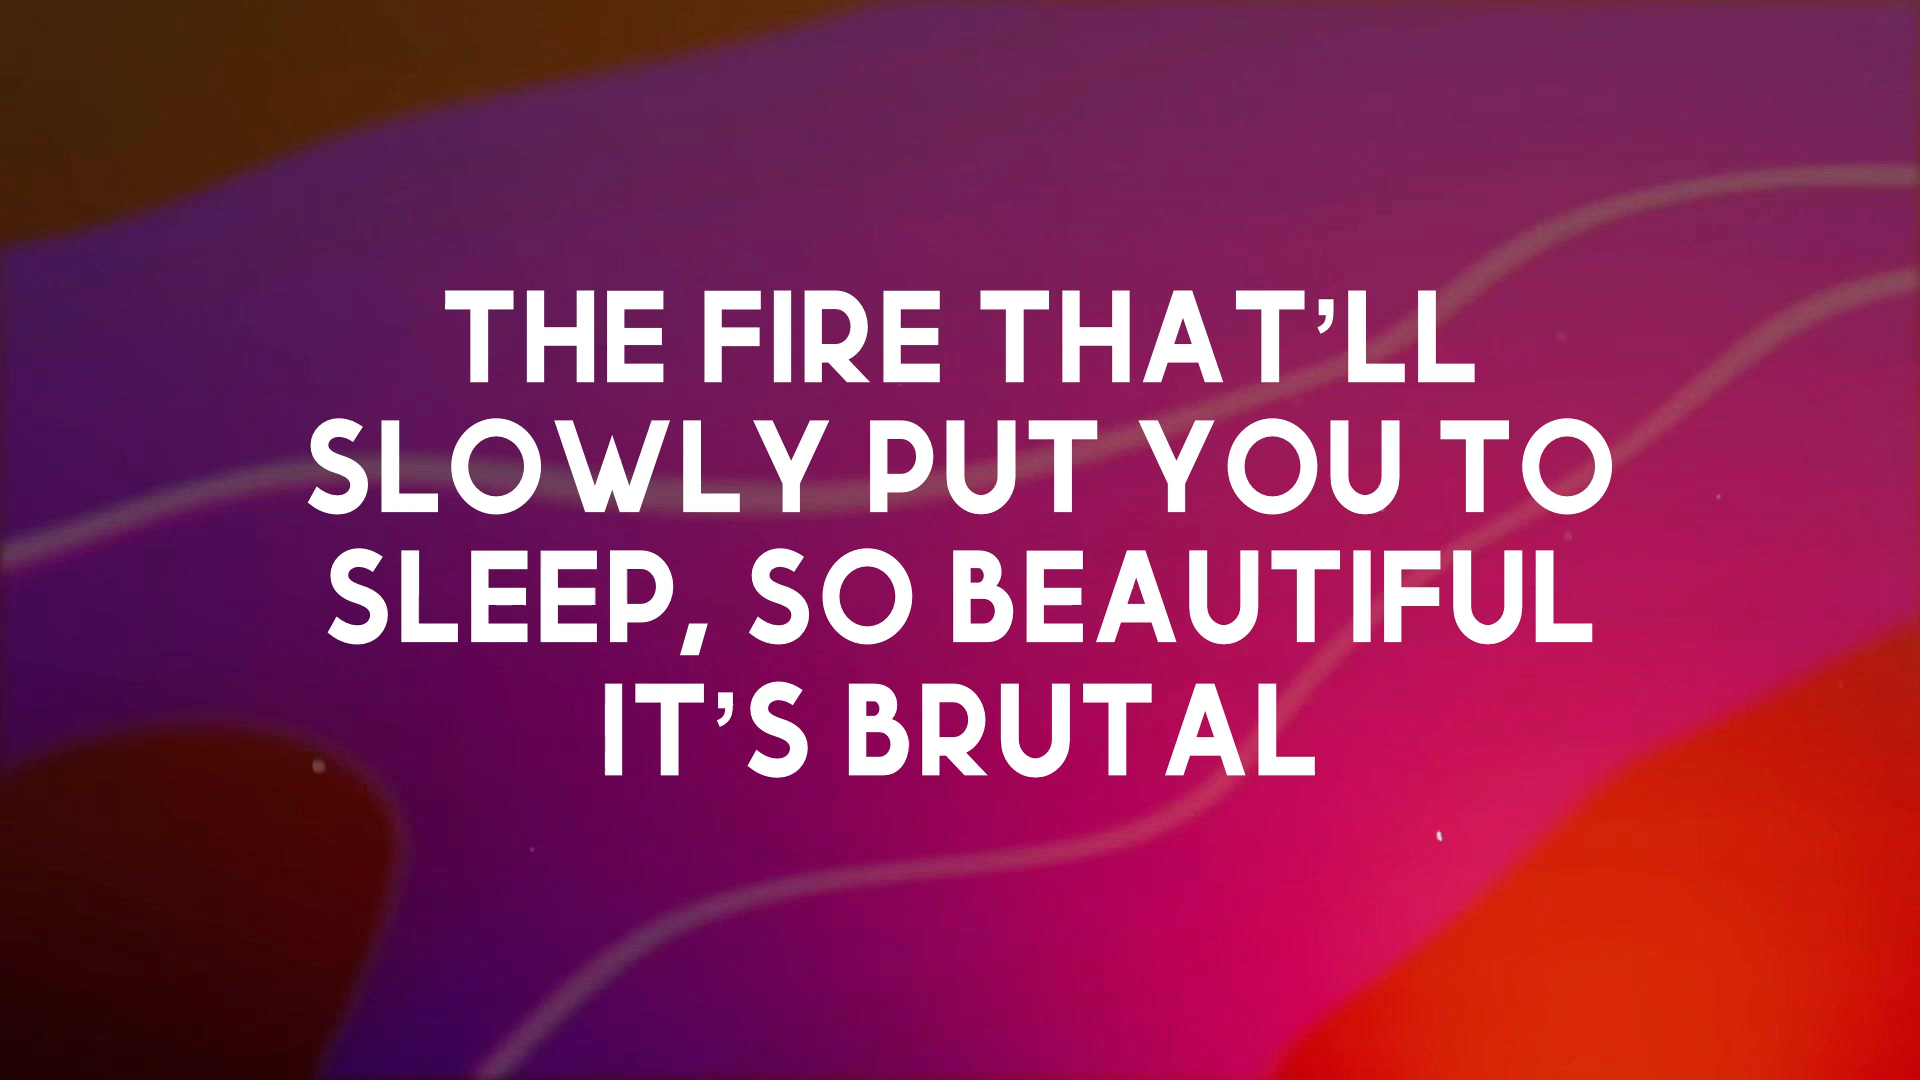 THE FIRE THAT’LL
SLOWLY PUT YOU TO
SLEEP, SO BEAUTIFUL
IT’S BRUTAL